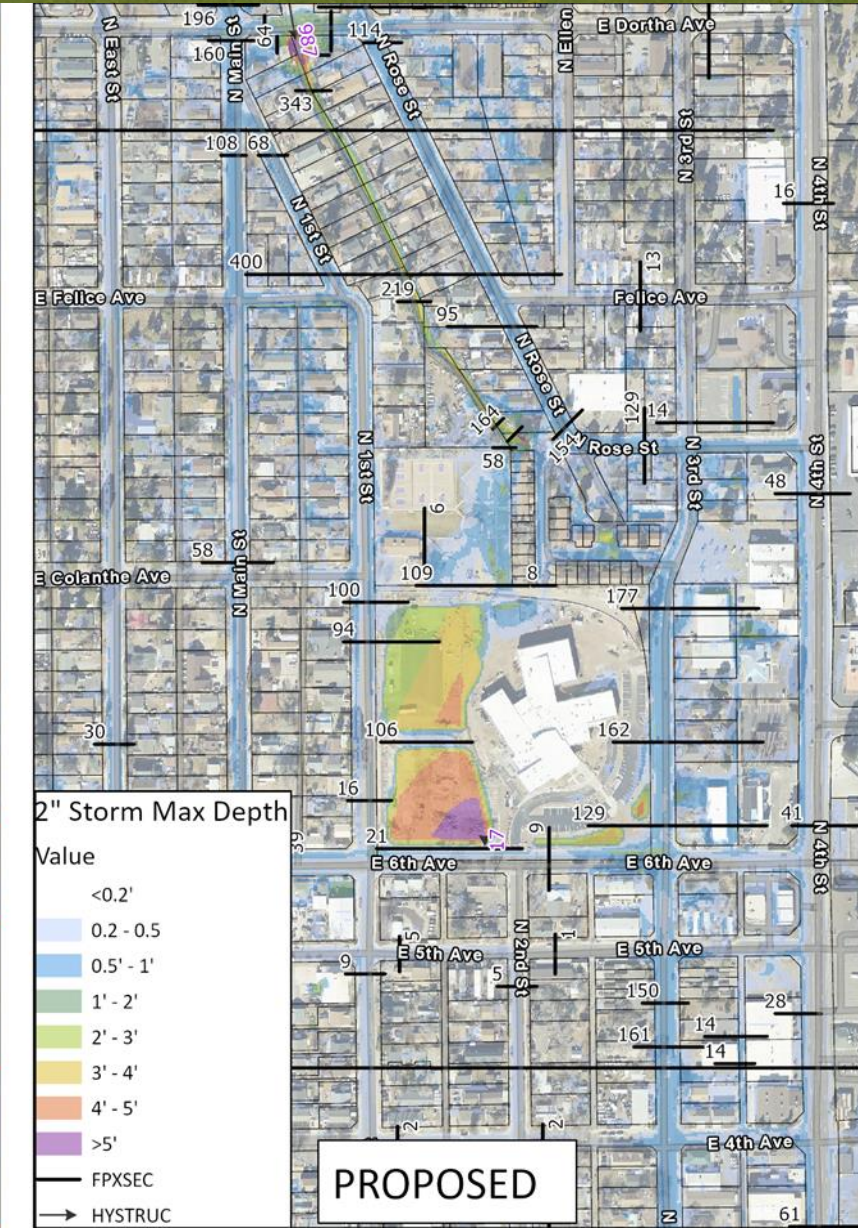 196
E Dortha Ave
N East St
N Main St
64
987
114
N Ellen
160
N Rose St
343
108
68
N 3rd St
N 4th St
16
N 1st St
400
13
E Felice Ave
219
Felice Ave
95
N Rose St
164
154
129
14
N Rose St
58
N 1st St
N 3rd St
N 4th St
48
6
58
N Main St
E Colanthe Ave
109
8
100
177
94
30
106
162
16
129
41
39
21
17
9
E 6th Ave
E 6th Ave
N 4th St
5
E 5th Ave
1
E 5th Ave
9
5
N 2nd St
150
28
14
161
14
2
2
E 4th Ave
N
61
2" Storm Max Depth
Value
<0.2'
0.2 - 0.5
0.5' - 1'
1' - 2'
2' - 3'
3' - 4'
4' - 5'
>5'
FPXSEC
HYSTRUC
PROPOSED